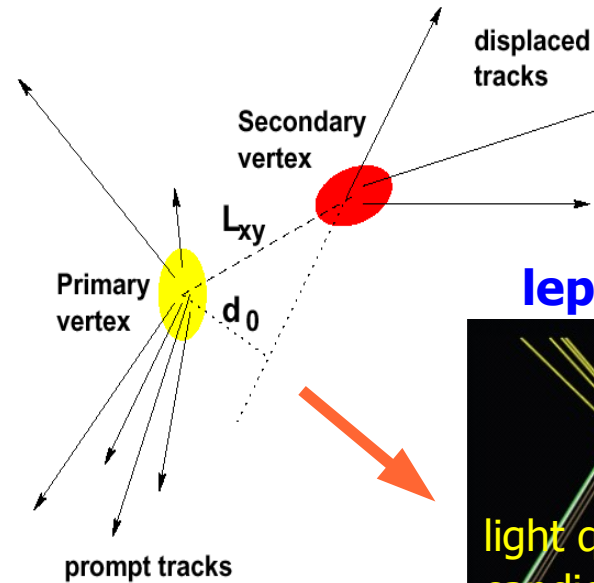 displaced
tracks
Secondary
vertex
Lxy
Primary
vertex
d0
lep
light c
prompt tracks